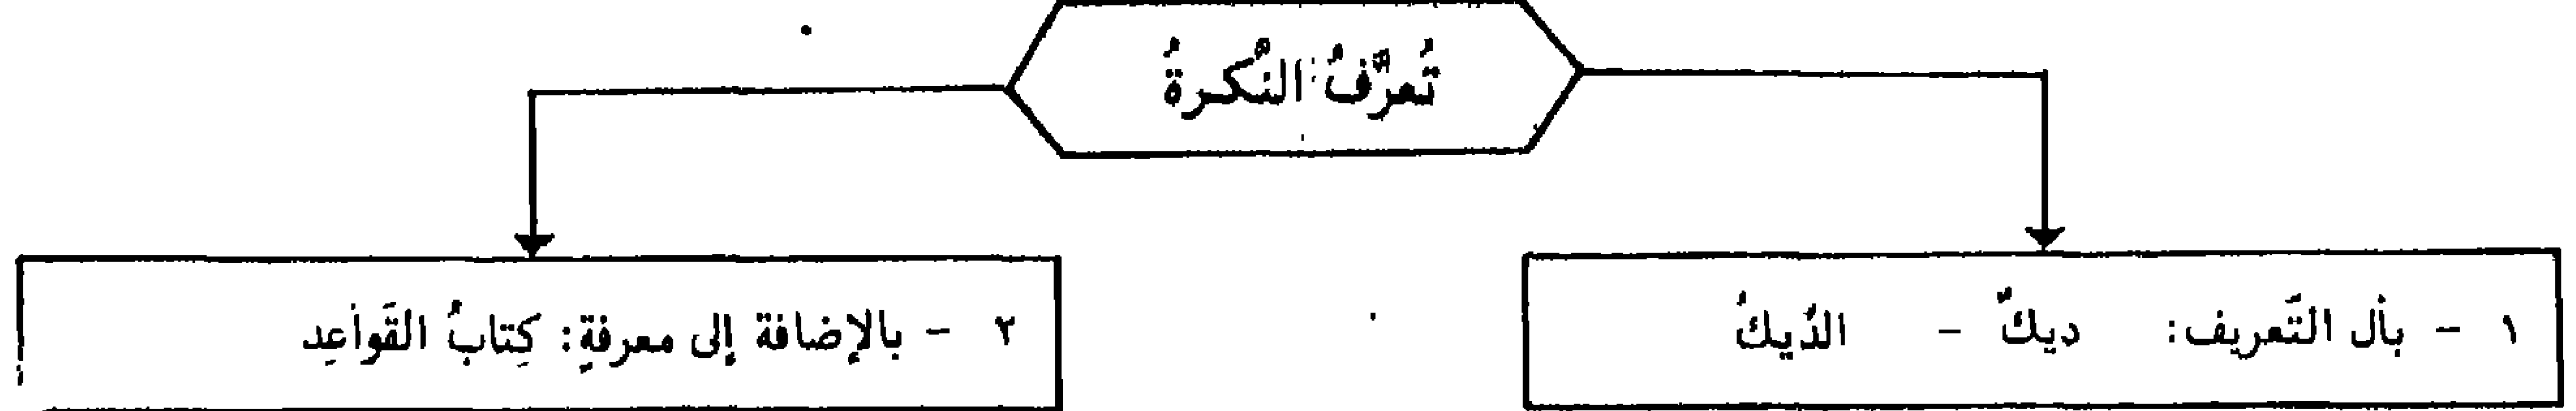 تُعرَّفُ النَّكرةُ
١ - بأل التَّعريف: ديكٌ - الدِّيكُ
٢ - بالإضافة إلى معرفةٍ: كِتابُ القَواعِد